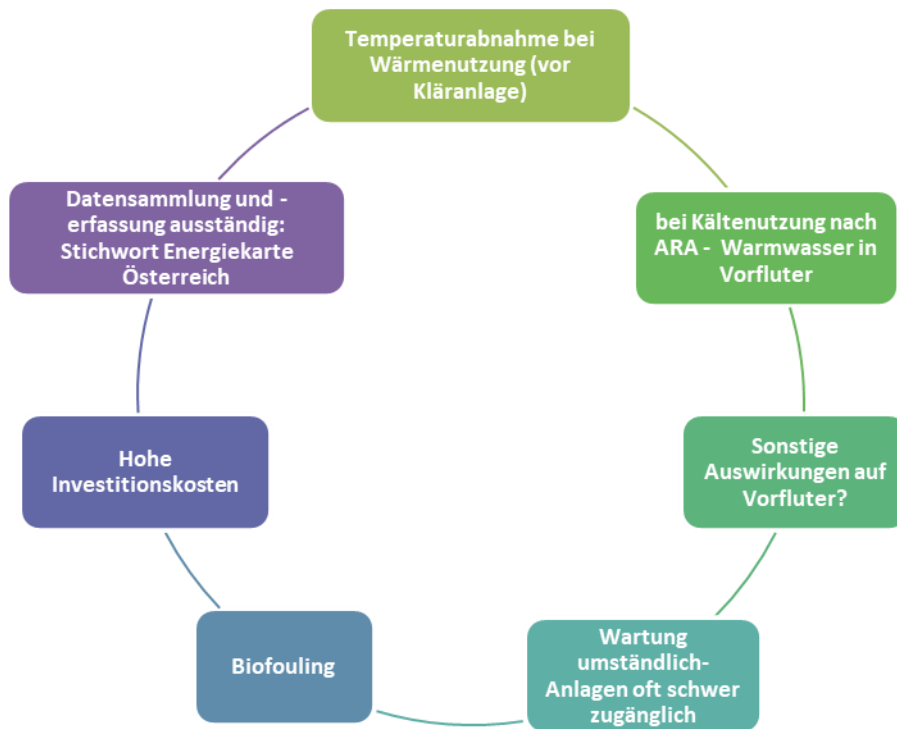 Temperaturabnahme bei
Wärmenutzung (vor
Kläranlage)
bei Kältenutzung nach
ARA - Warmwasser in
Vorfluter
Sonstige
Auswirkungen auf
Vorfluter?
Wartung
umständlich-
Anlagen oft schwer
zugänglich
Biofouling
Hohe
Investitionskosten
Datensammlung und -
erfassung ausständig:
Stichwort Energiekarte
Österreich